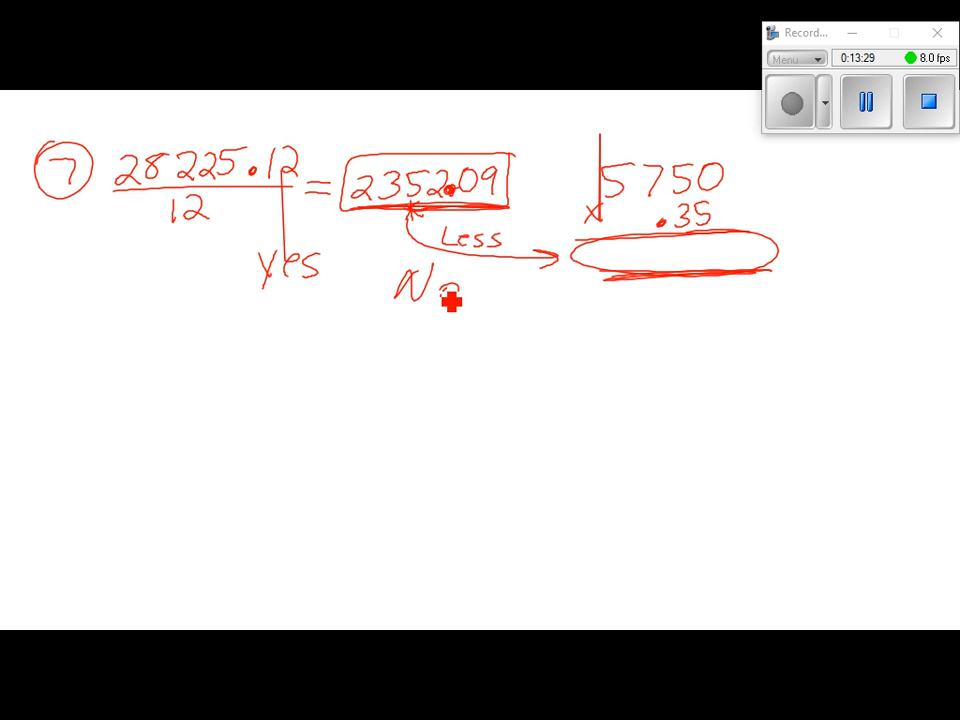 Record...
Menu 0:13:29 8.0 fps
7 28225.12 = 2352.09 5750
12 x .35
Less
yes
No